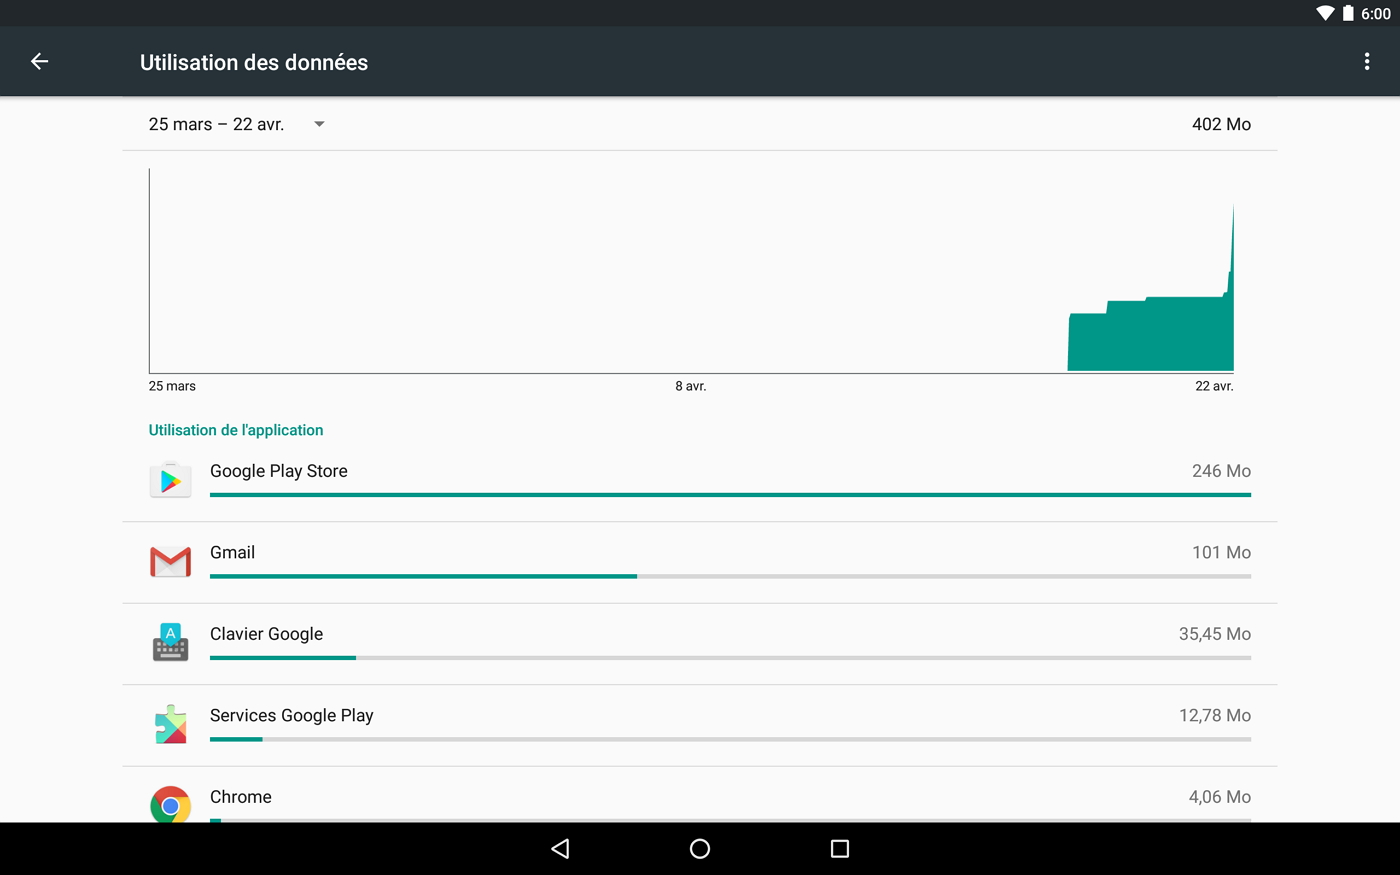 6:00
Utilisation des données
25 mars – 22 avr.
402 Mo
25 mars
8 avr.
22 avr.
Utilisation de l'application
Google Play Store
246 Mo
Gmail
101 Mo
A
Clavier Google
35,45 Mo
Services Google Play
12,78 Mo
Chrome
4,06 Mo